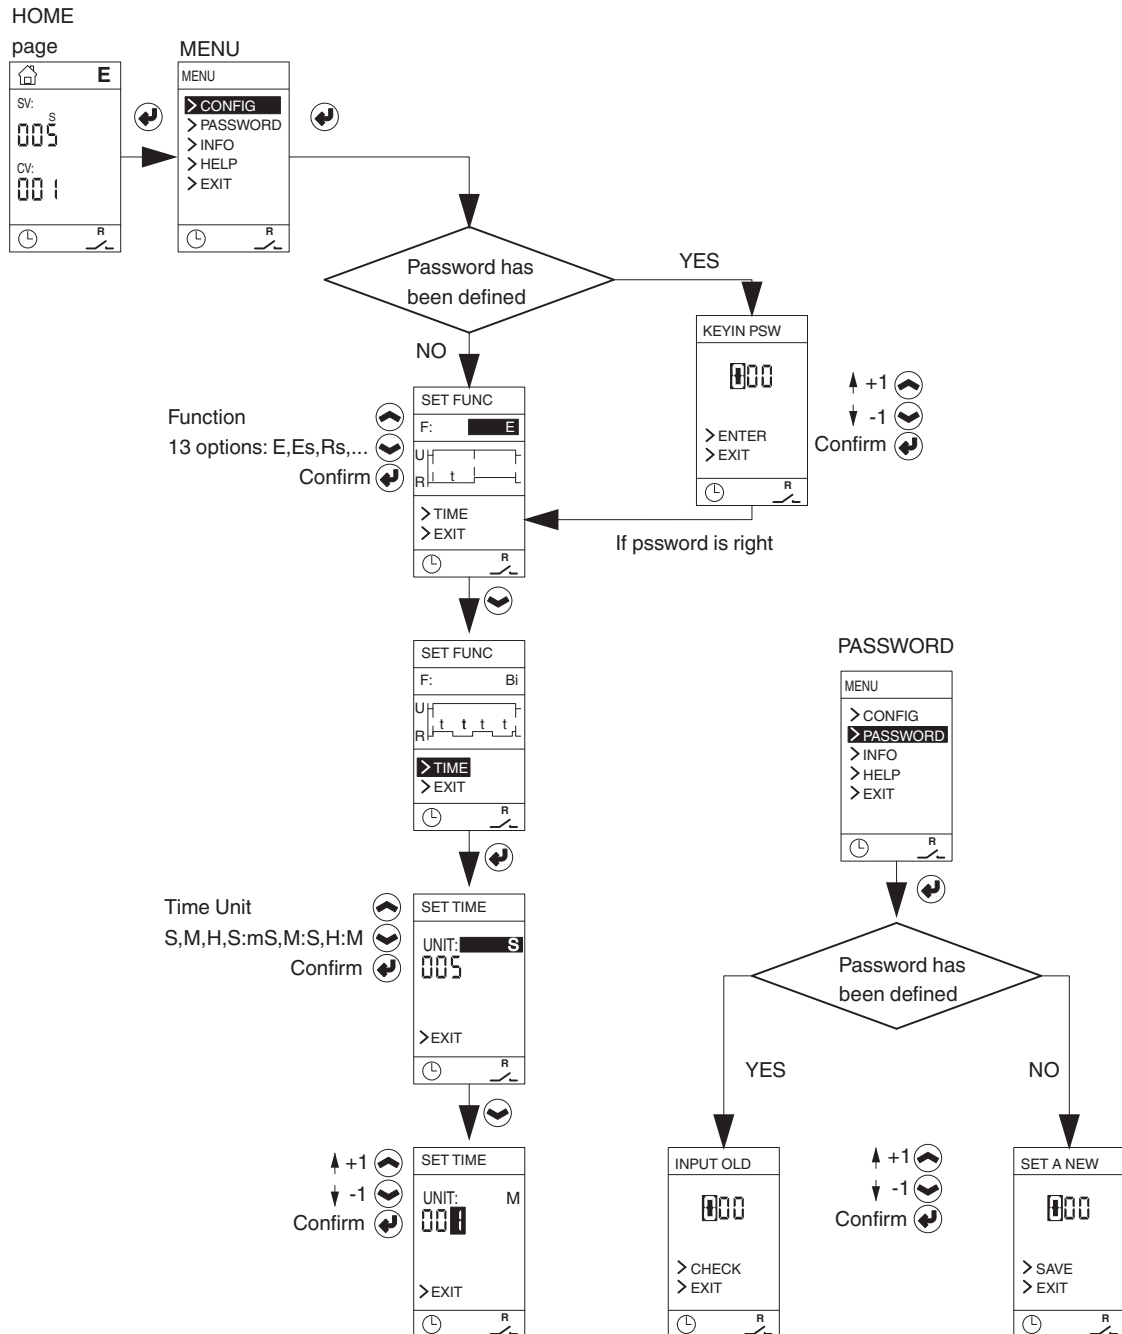 HOME
page
E
SV:
S
005
CV:
001
R
MENU
MENU
>CONFIG
>PASSWORD
>INFO
>HELP
>EXIT
R
Password has
been defined
YES
NO
KEYIN PSW
00
>ENTER
>EXIT
R
+1
-1
Confirm
If pssword is right
Function
13 options: E,Es,Rs,...
Confirm
SET FUNC
F: E
U
R t
>TIME
>EXIT
R
SET FUNC
F: Bi
U
R t t t t
>TIME
>EXIT
R
Time Unit
S,M,H,S:mS,M:S,H:M
Confirm
SET TIME
UNIT: S
005
>EXIT
R
+1
-1
Confirm
SET TIME
UNIT: M
001
>EXIT
R
PASSWORD
MENU
>CONFIG
>PASSWORD
>INFO
>HELP
>EXIT
R
Password has
been defined
YES
NO
INPUT OLD
00
>CHECK
>EXIT
R
+1
-1
Confirm
SET A NEW
00
>SAVE
>EXIT
R